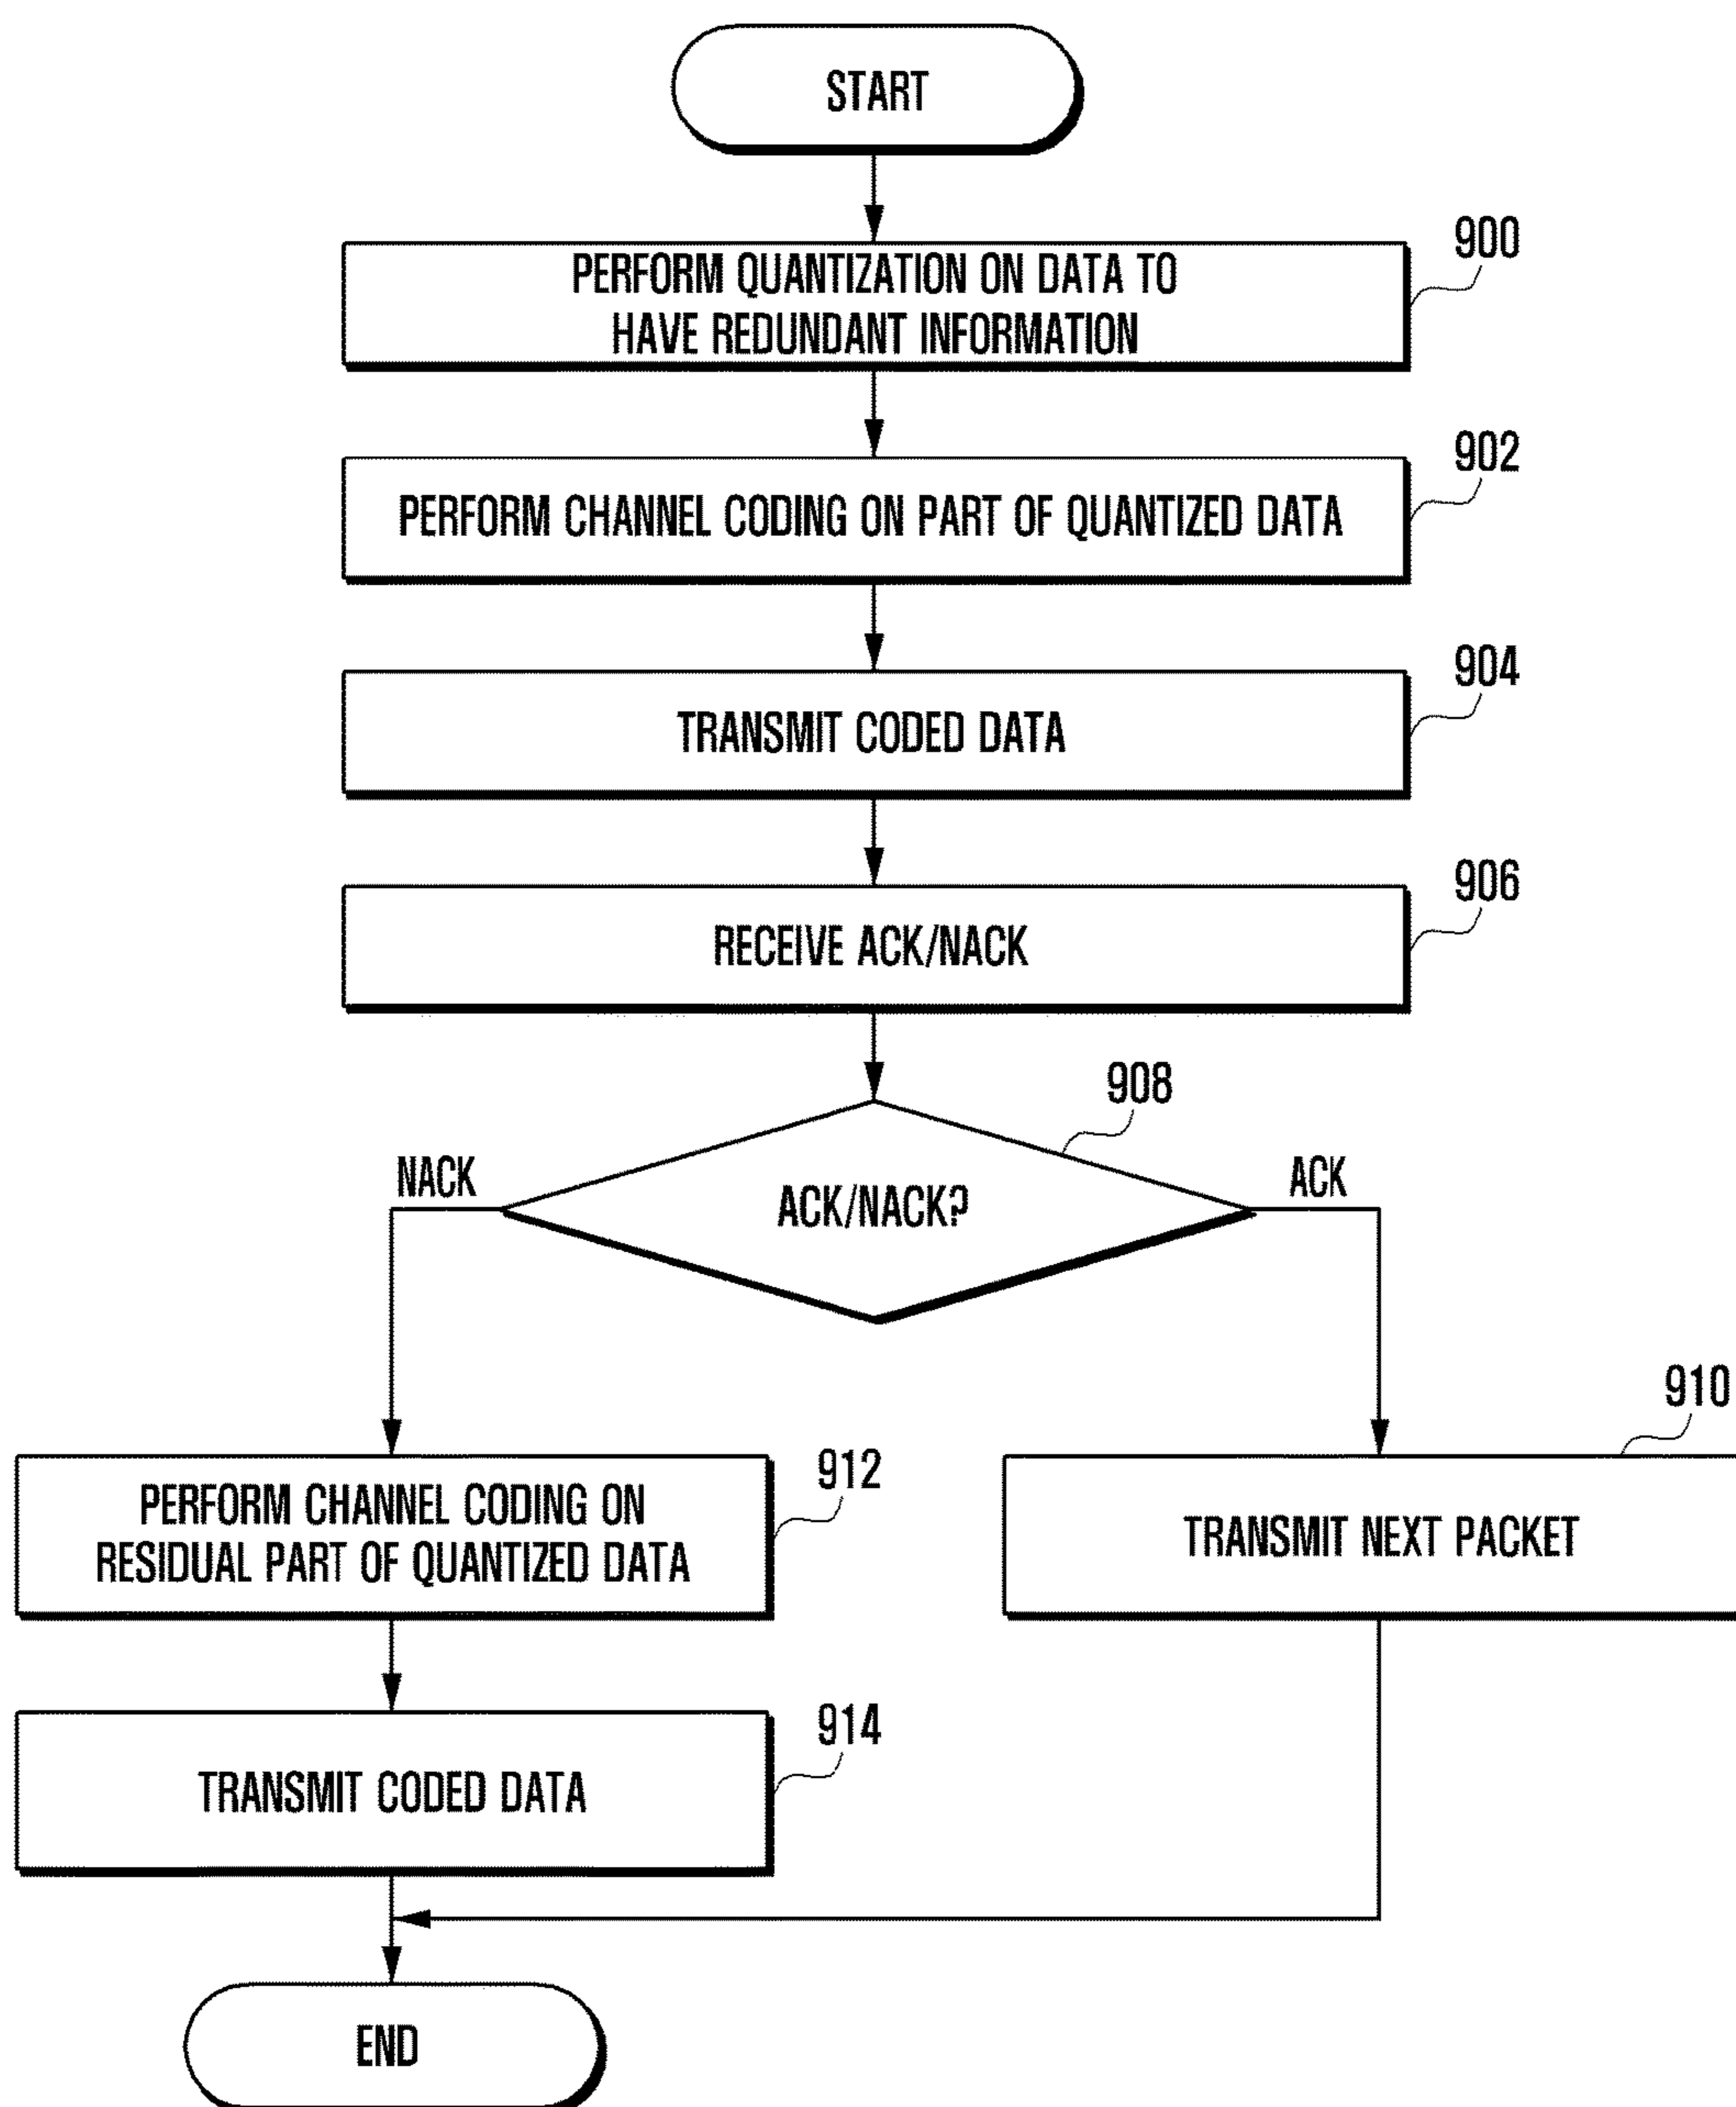 START
PERFORM QUANTIZATION ON DATA TO
HAVE REDUNDANT INFORMATION
900
PERFORM CHANNEL CODING ON PART OF QUANTIZED DATA
902
TRANSMIT CODED DATA
904
RECEIVE ACK/NACK
906
908
NACK
ACK/NACK?
ACK
910
912
PERFORM CHANNEL CODING ON
RESIDUAL PART OF QUANTIZED DATA
TRANSMIT NEXT PACKET
914
TRANSMIT CODED DATA
END